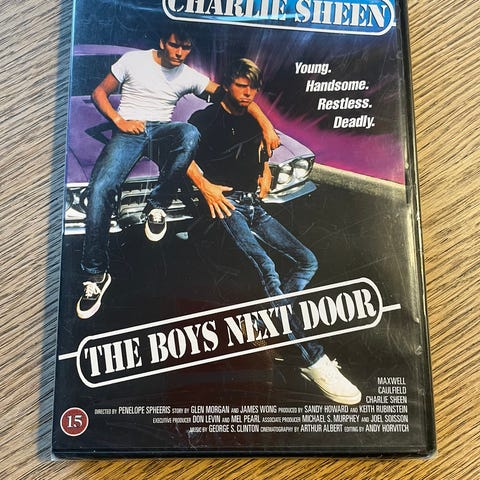 CHARLIE SHEEN
Young.
Handsome.
Restless.
Deadly.
THE BOYS NEXT DOOR
MAXWELL
CAULFIELD
CHARLIE SHEEN
DIRECTED BY PENELOPE SPHEERIS STORY BY GLEN MORGAN AND JAMES WONG PRODUCED BY SANDY HOWARD AND KEITH RUBINSTEIN
EXECUTIVE PRODUCER DON LEVIN AND MEL PEARL ASSOCIATE PRODUCER MICHAEL S. MURPHEY AND JOEL SOISSON
MUSIC BY GEORGE S. CLINTON CINEMATOGRAPHY BY ARTHUR ALBERT EDITING BY ANDY HORVITCH
15